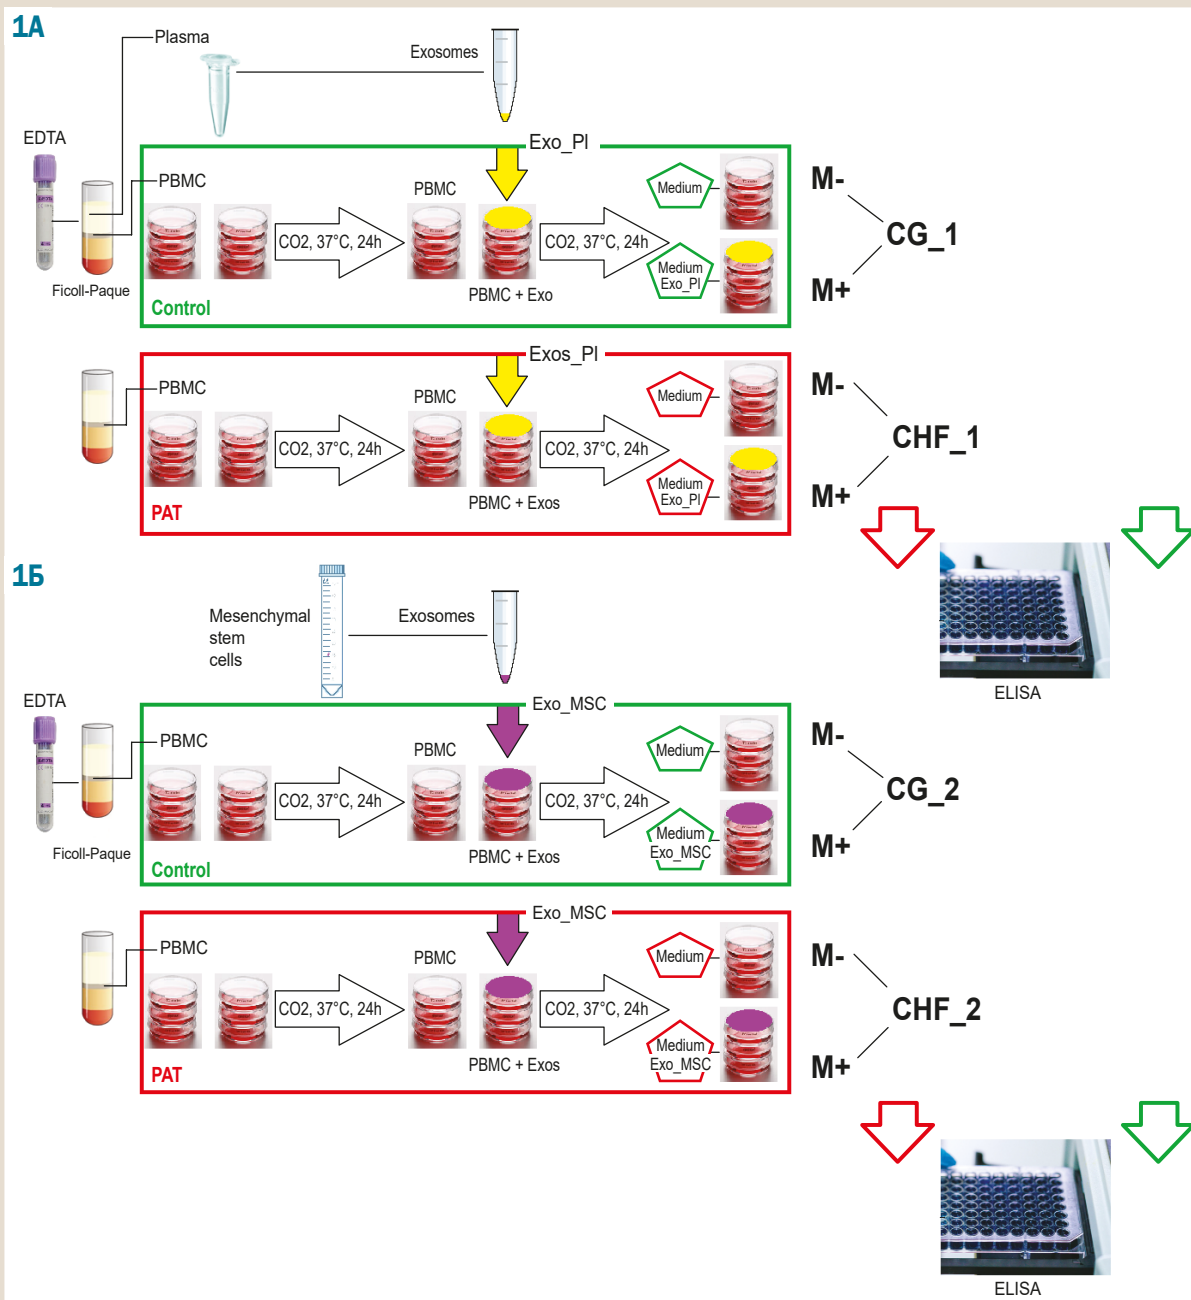 1А
Plasma
Exosomes
EDTA
Exo_Pl
PBMC
PBMC
Medium
M-
CG_1
CO2, 37°C, 24h
CO2, 37°C, 24h
Medium
Exo_Pl
M+
Ficoll-Paque
PBMC + Exo
Control
Exos_Pl
PBMC
PBMC
Medium
M-
CHF_1
CO2, 37°C, 24h
CO2, 37°C, 24h
Medium
Exo_Pl
M+
PBMC + Exos
PAT
1Б
Mesenchymal
stem
cells
Exosomes
ELISA
EDTA
Exo_MSC
PBMC
PBMC
Medium
M-
CG_2
CO2, 37°C, 24h
CO2, 37°C, 24h
Medium
Exo_MSC
M+
Ficoll-Paque
PBMC + Exos
Control
Exo_MSC
PBMC
PBMC
Medium
M-
CHF_2
CO2, 37°C, 24h
CO2, 37°C, 24h
Medium
Exo_MSC
M+
PBMC + Exos
PAT
ELISA